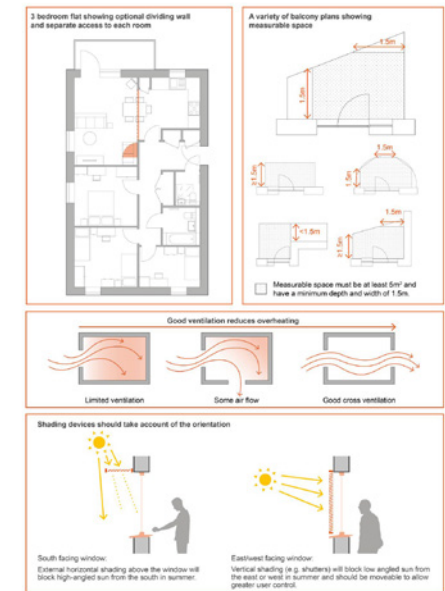 3 bedroom flat showing optional dividing wall
and separate access to each room
A variety of balcony plans showing
measurable space
1.5m
1.5m
≥1.5m
1.5m
1.5m
<1.5m
1.5m
≥1.5m
Measurable space must be at least 5m² and
have a minimum depth and width of 1.5m.
Good ventilation reduces overheating
Limited ventilation
Some air flow
Good cross ventilation
Shading devices should take account of the orientation
South facing window:
External horizontal shading above the window will
block high-angled sun from the south in summer.
East/west facing window:
Vertical shading (e.g. shutters) will block low angled sun from
the east or west in summer and should be moveable to allow
greater user control.